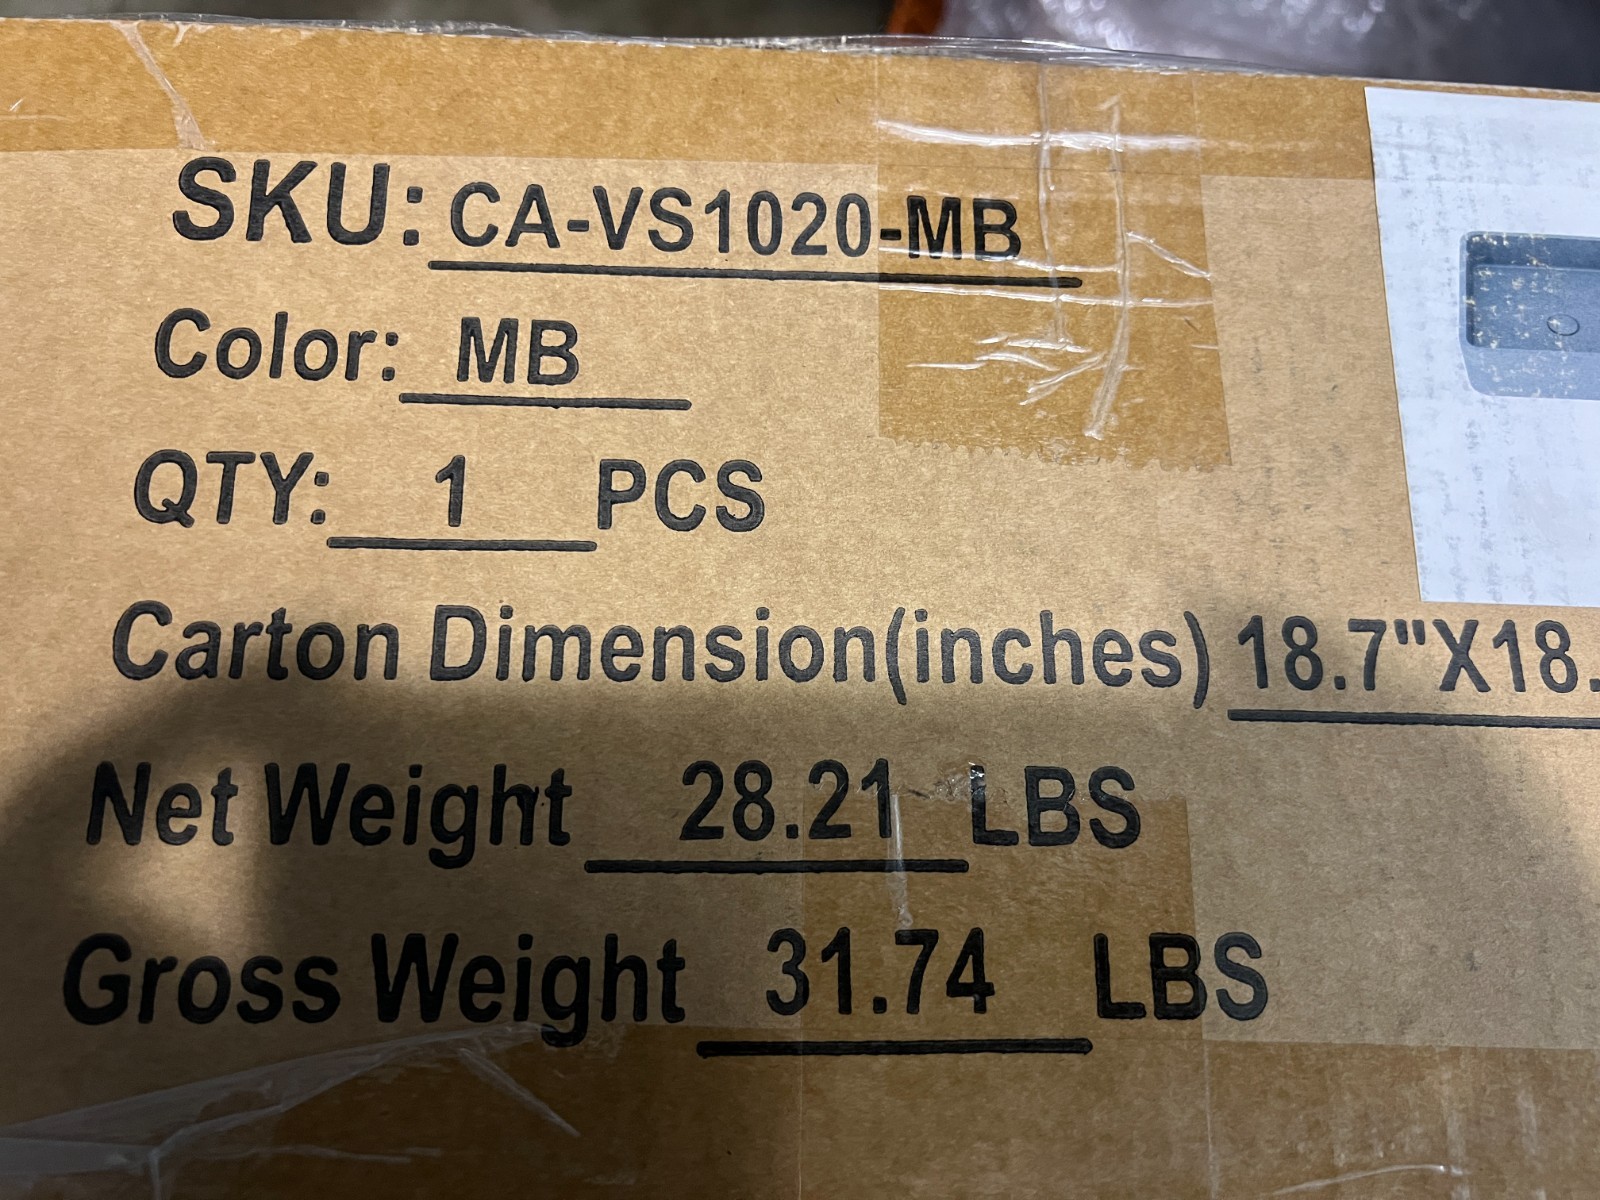 SKU: CA-VS1020-MB
Color: MB
QTY: 1 PCS
Carton Dimension(inches) 18.7"X18.
Net Weight 28.21 LBS
Gross Weight 31.74 LBS